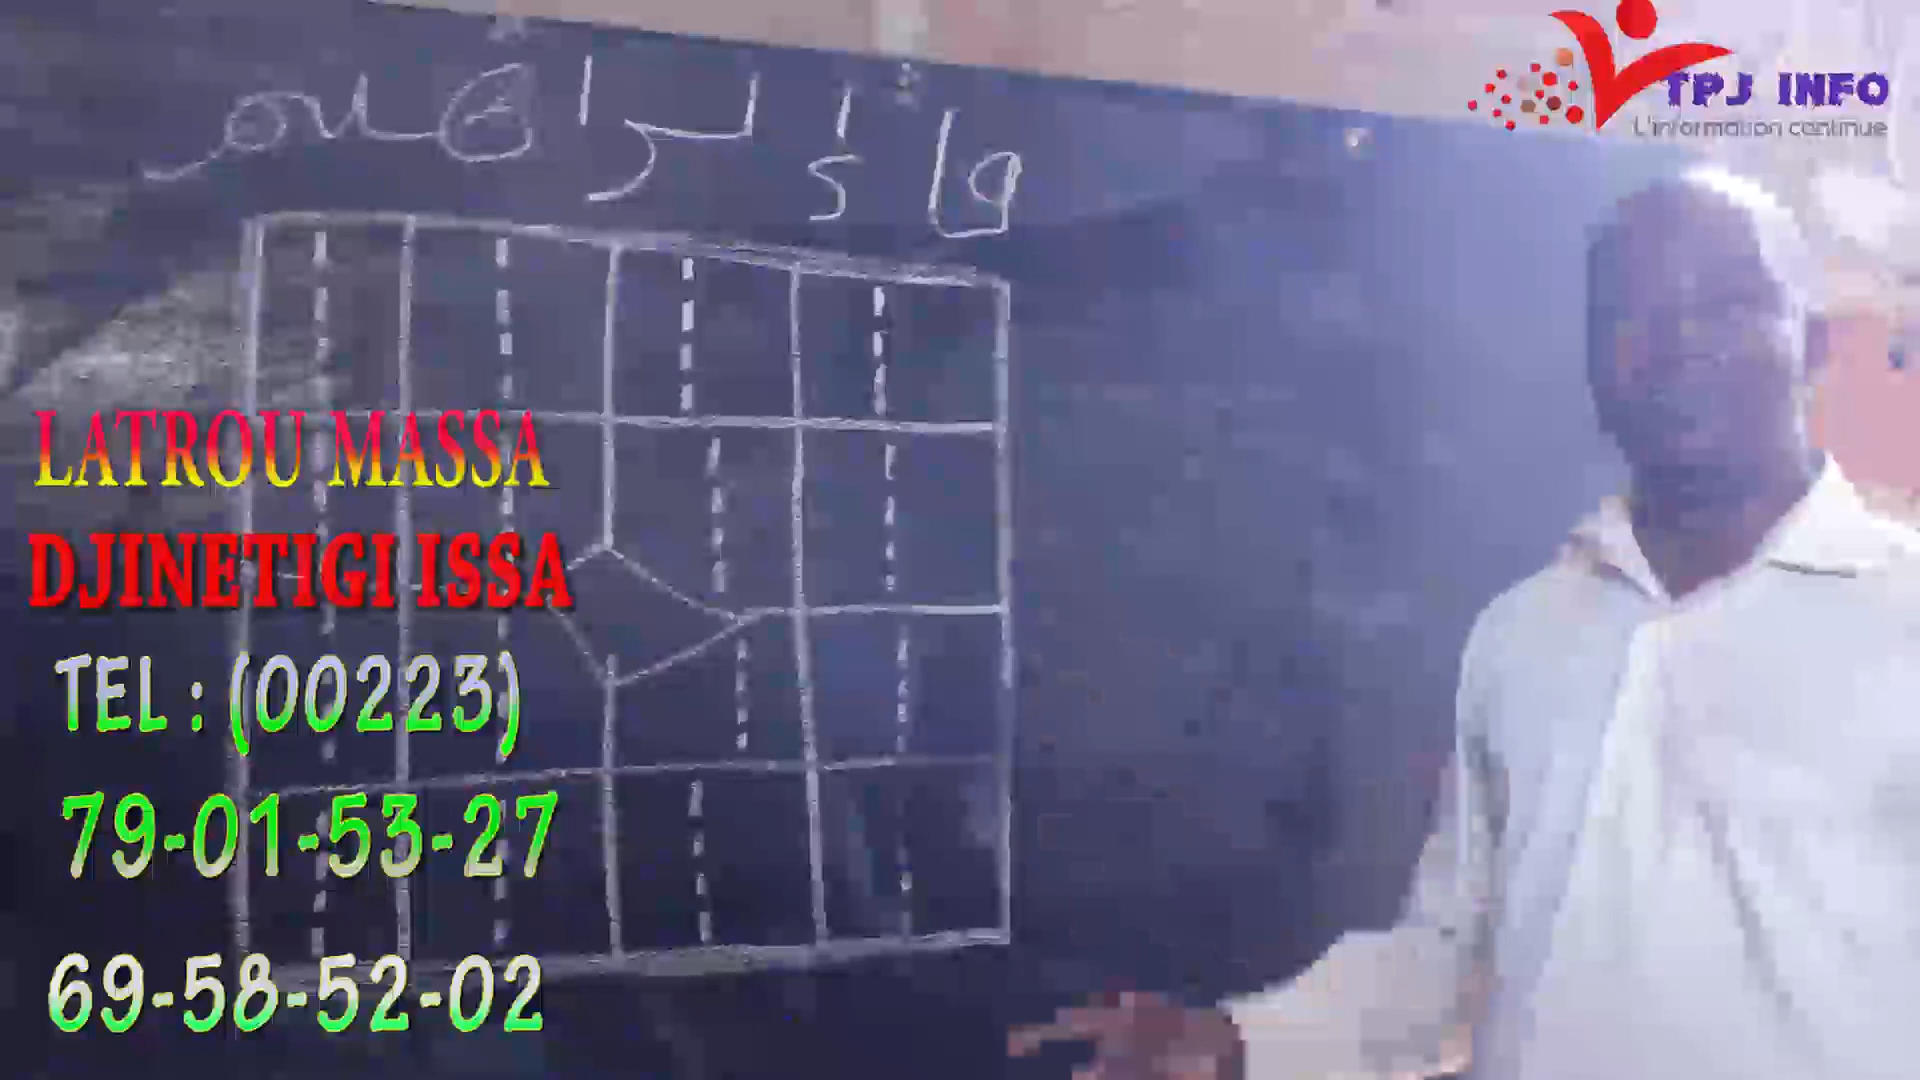 TPJ INFO
L'information continue
LATROU MASSA
DJINETIGI ISSA
TEL : (00223)
79-01-53-27
69-58-52-02